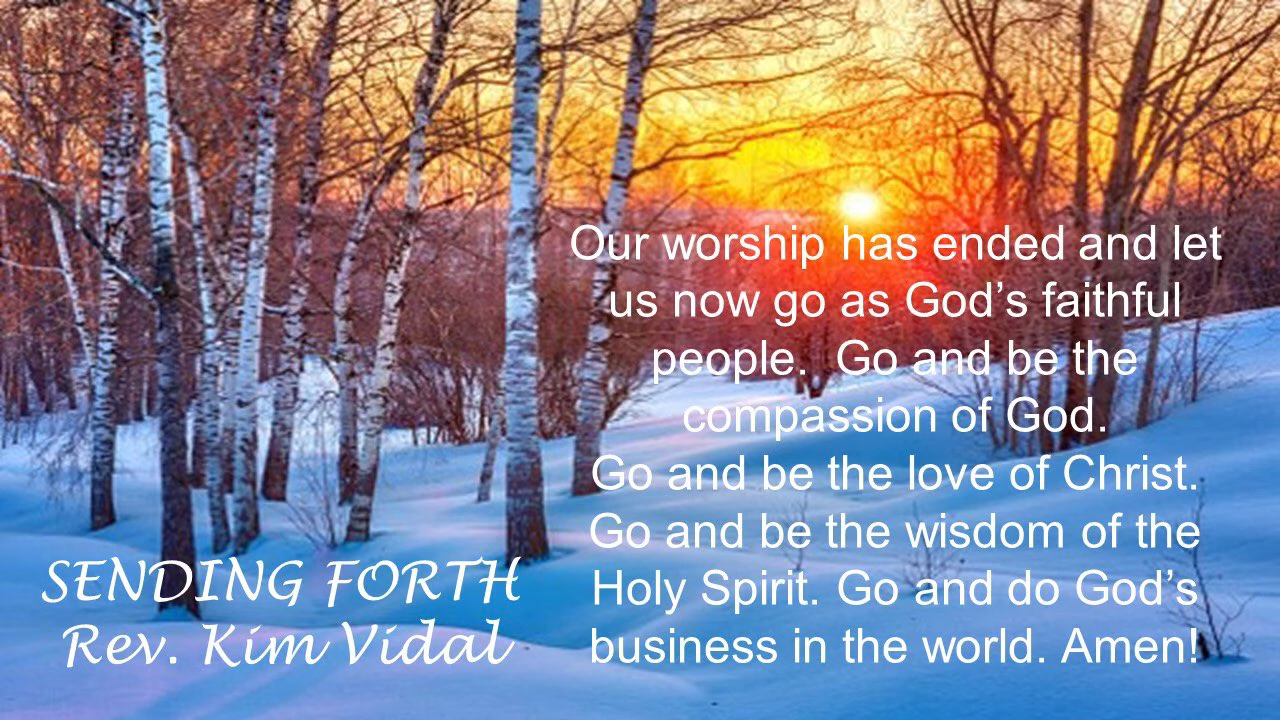 Our worship has ended and let
us now go as God’s faithful
people.  Go and be the
compassion of God.
Go and be the love of Christ.
Go and be the wisdom of the
Holy Spirit. Go and do God’s
business in the world. Amen!
SENDING FORTH
Rev. Kim Vidal